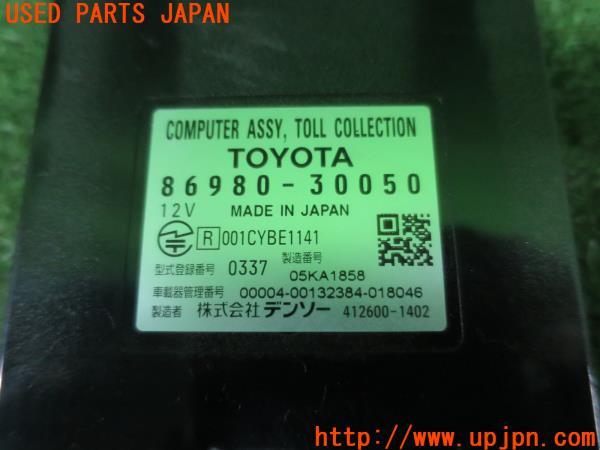 USED PARTS JAPAN
COMPUTER ASSY, TOLL COLLECTION
TOYOTA
86980-30050
12V MADE IN JAPAN
R 001CYBE1141
型式登録番号 0337 製造番号 05KA1858
車載器管理番号 00004-00132384-018046
製造者 株式会社 デンソー 412600-1402
http://www.upjpn.com/